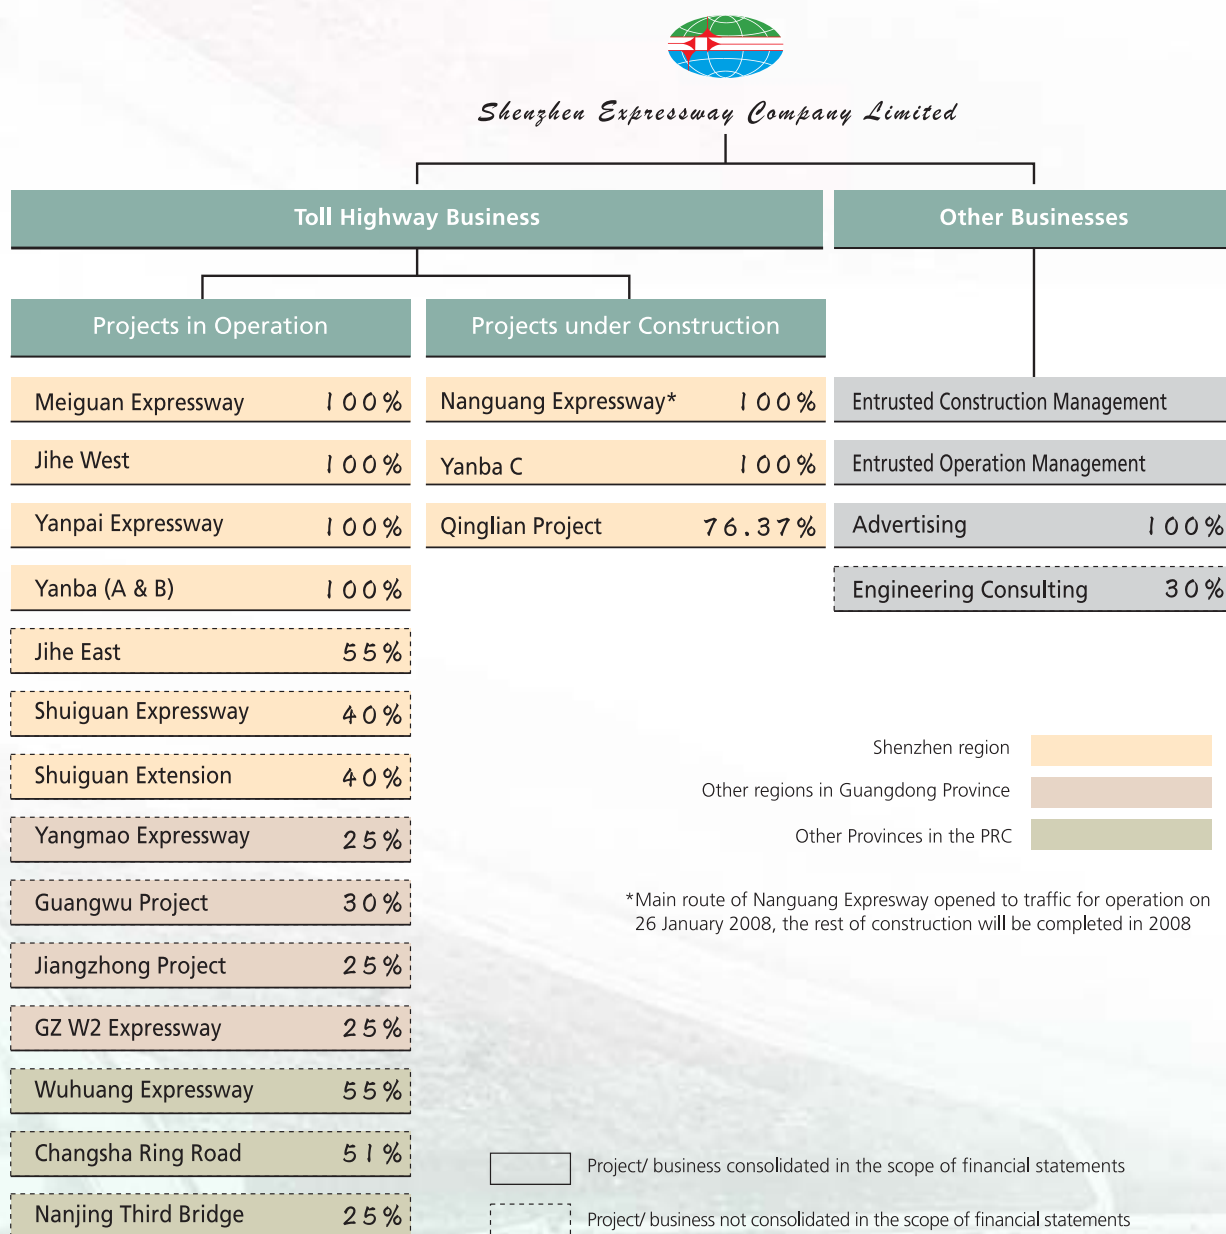 Shenzhen Expressway Company Limited
Toll Highway Business
Other Businesses
Projects in Operation
Projects under Construction
Meiguan Expressway 100%
Jihe West 100%
Yanpai Expressway 100%
Yanba (A & B) 100%
Jihe East 55%
Shuiguan Expressway 40%
Shuiguan Extension 40%
Yangmao Expressway 25%
Guangwu Project 30%
Jiangzhong Project 25%
GZ W2 Expressway 25%
Wuhuang Expressway 55%
Changsha Ring Road 51%
Nanjing Third Bridge 25%
Nanguang Expressway* 100%
Yanba C 100%
Qinglian Project 76.37%
Entrusted Construction Management
Entrusted Operation Management
Advertising 100%
Engineering Consulting 30%
Shenzhen region
Other regions in Guangdong Province
Other Provinces in the PRC
*Main route of Nanguang Expresway opened to traffic for operation on
26 January 2008, the rest of construction will be completed in 2008
Project/ business consolidated in the scope of financial statements
Project/ business not consolidated in the scope of financial statements